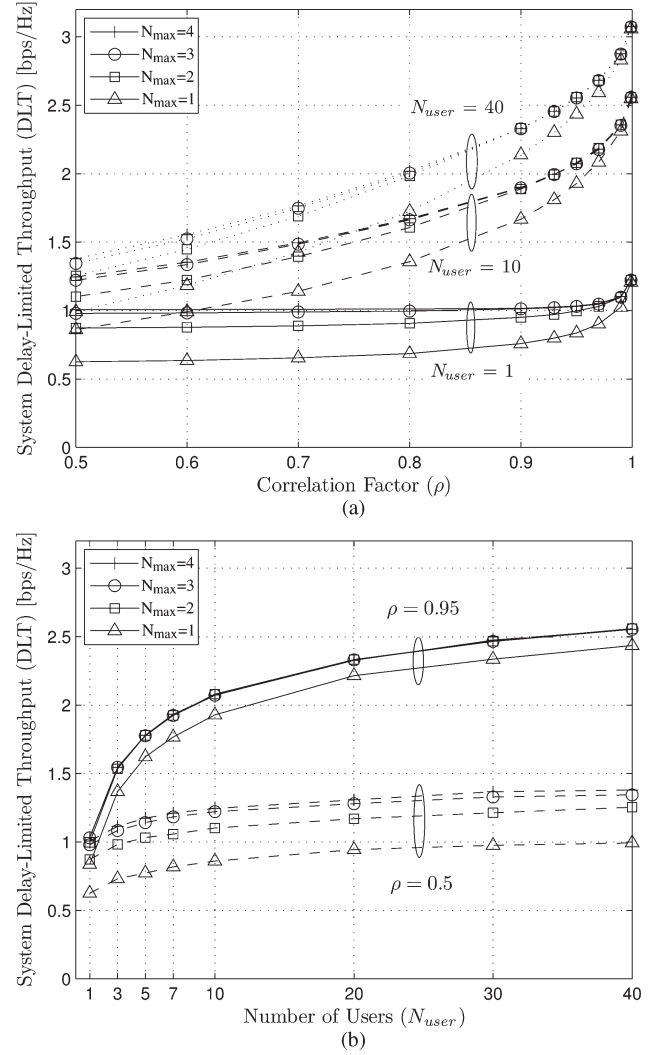 System Delay-Limited Throughput (DLT) [bps/Hz]
3
2.5
2
1.5
1
0.5
0
N_max=4
N_max=3
N_max=2
N_max=1
N_user = 40
N_user = 10
N_user = 1
0.5 0.6 0.7 0.8 0.9 1
Correlation Factor (ρ)
(a)
System Delay-Limited Throughput (DLT) [bps/Hz]
3
2.5
2
1.5
1
0.5
0
N_max=4
N_max=3
N_max=2
N_max=1
ρ = 0.95
ρ = 0.5
1 3 5 7 10 20 30 40
Number of Users (N_user)
(b)